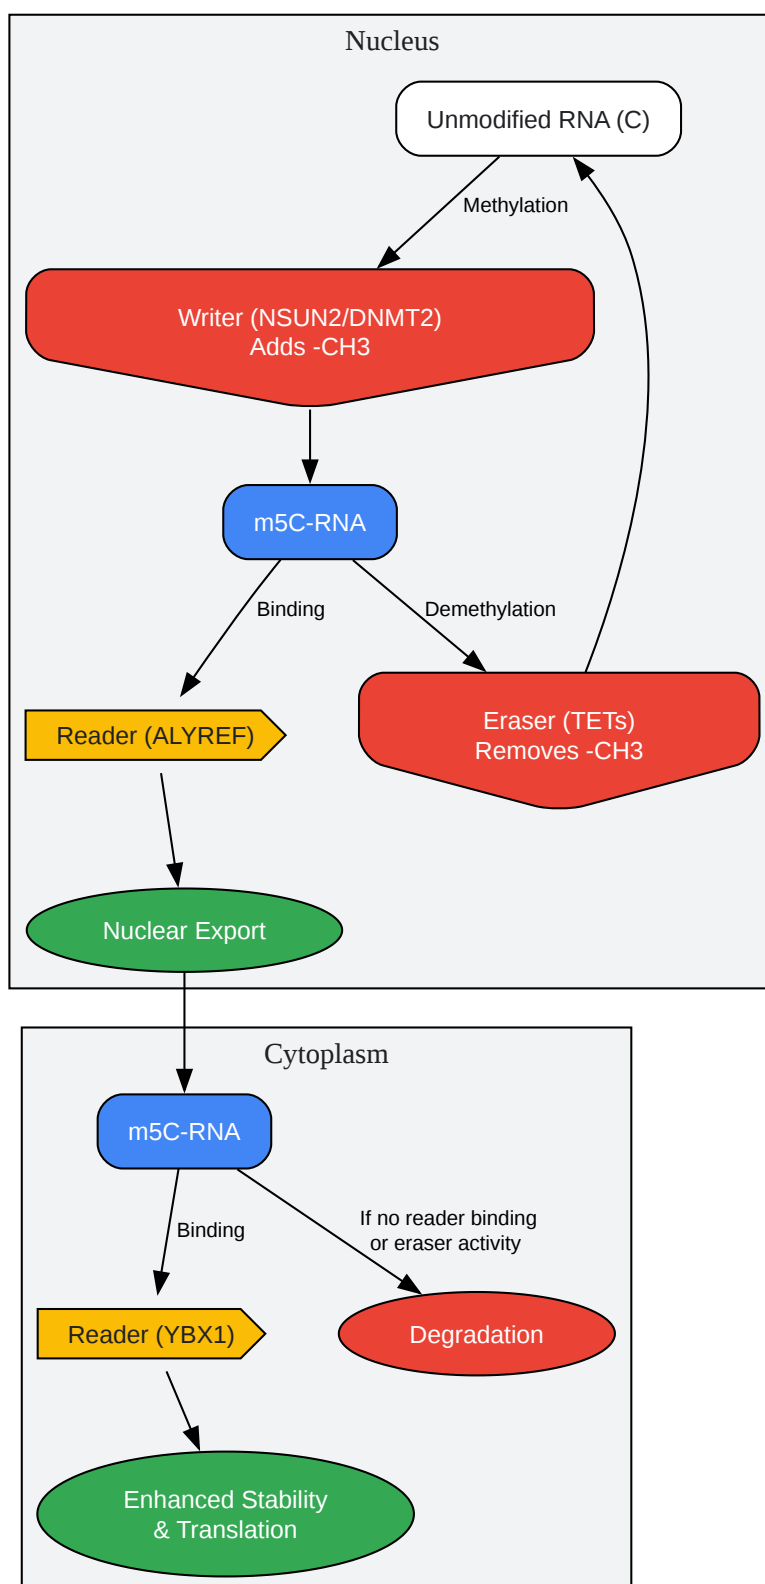 Nucleus
Unmodified RNA (C)
Methylation
Writer (NSUN2/DNMT2)
Adds -CH3
m5C-RNA
Binding
Demethylation
Reader (ALYREF)
Eraser (TETs)
Removes -CH3
Nuclear Export
Cytoplasm
m5C-RNA
Binding
If no reader binding
or eraser activity
Reader (YBX1)
Degradation
Enhanced Stability
& Translation